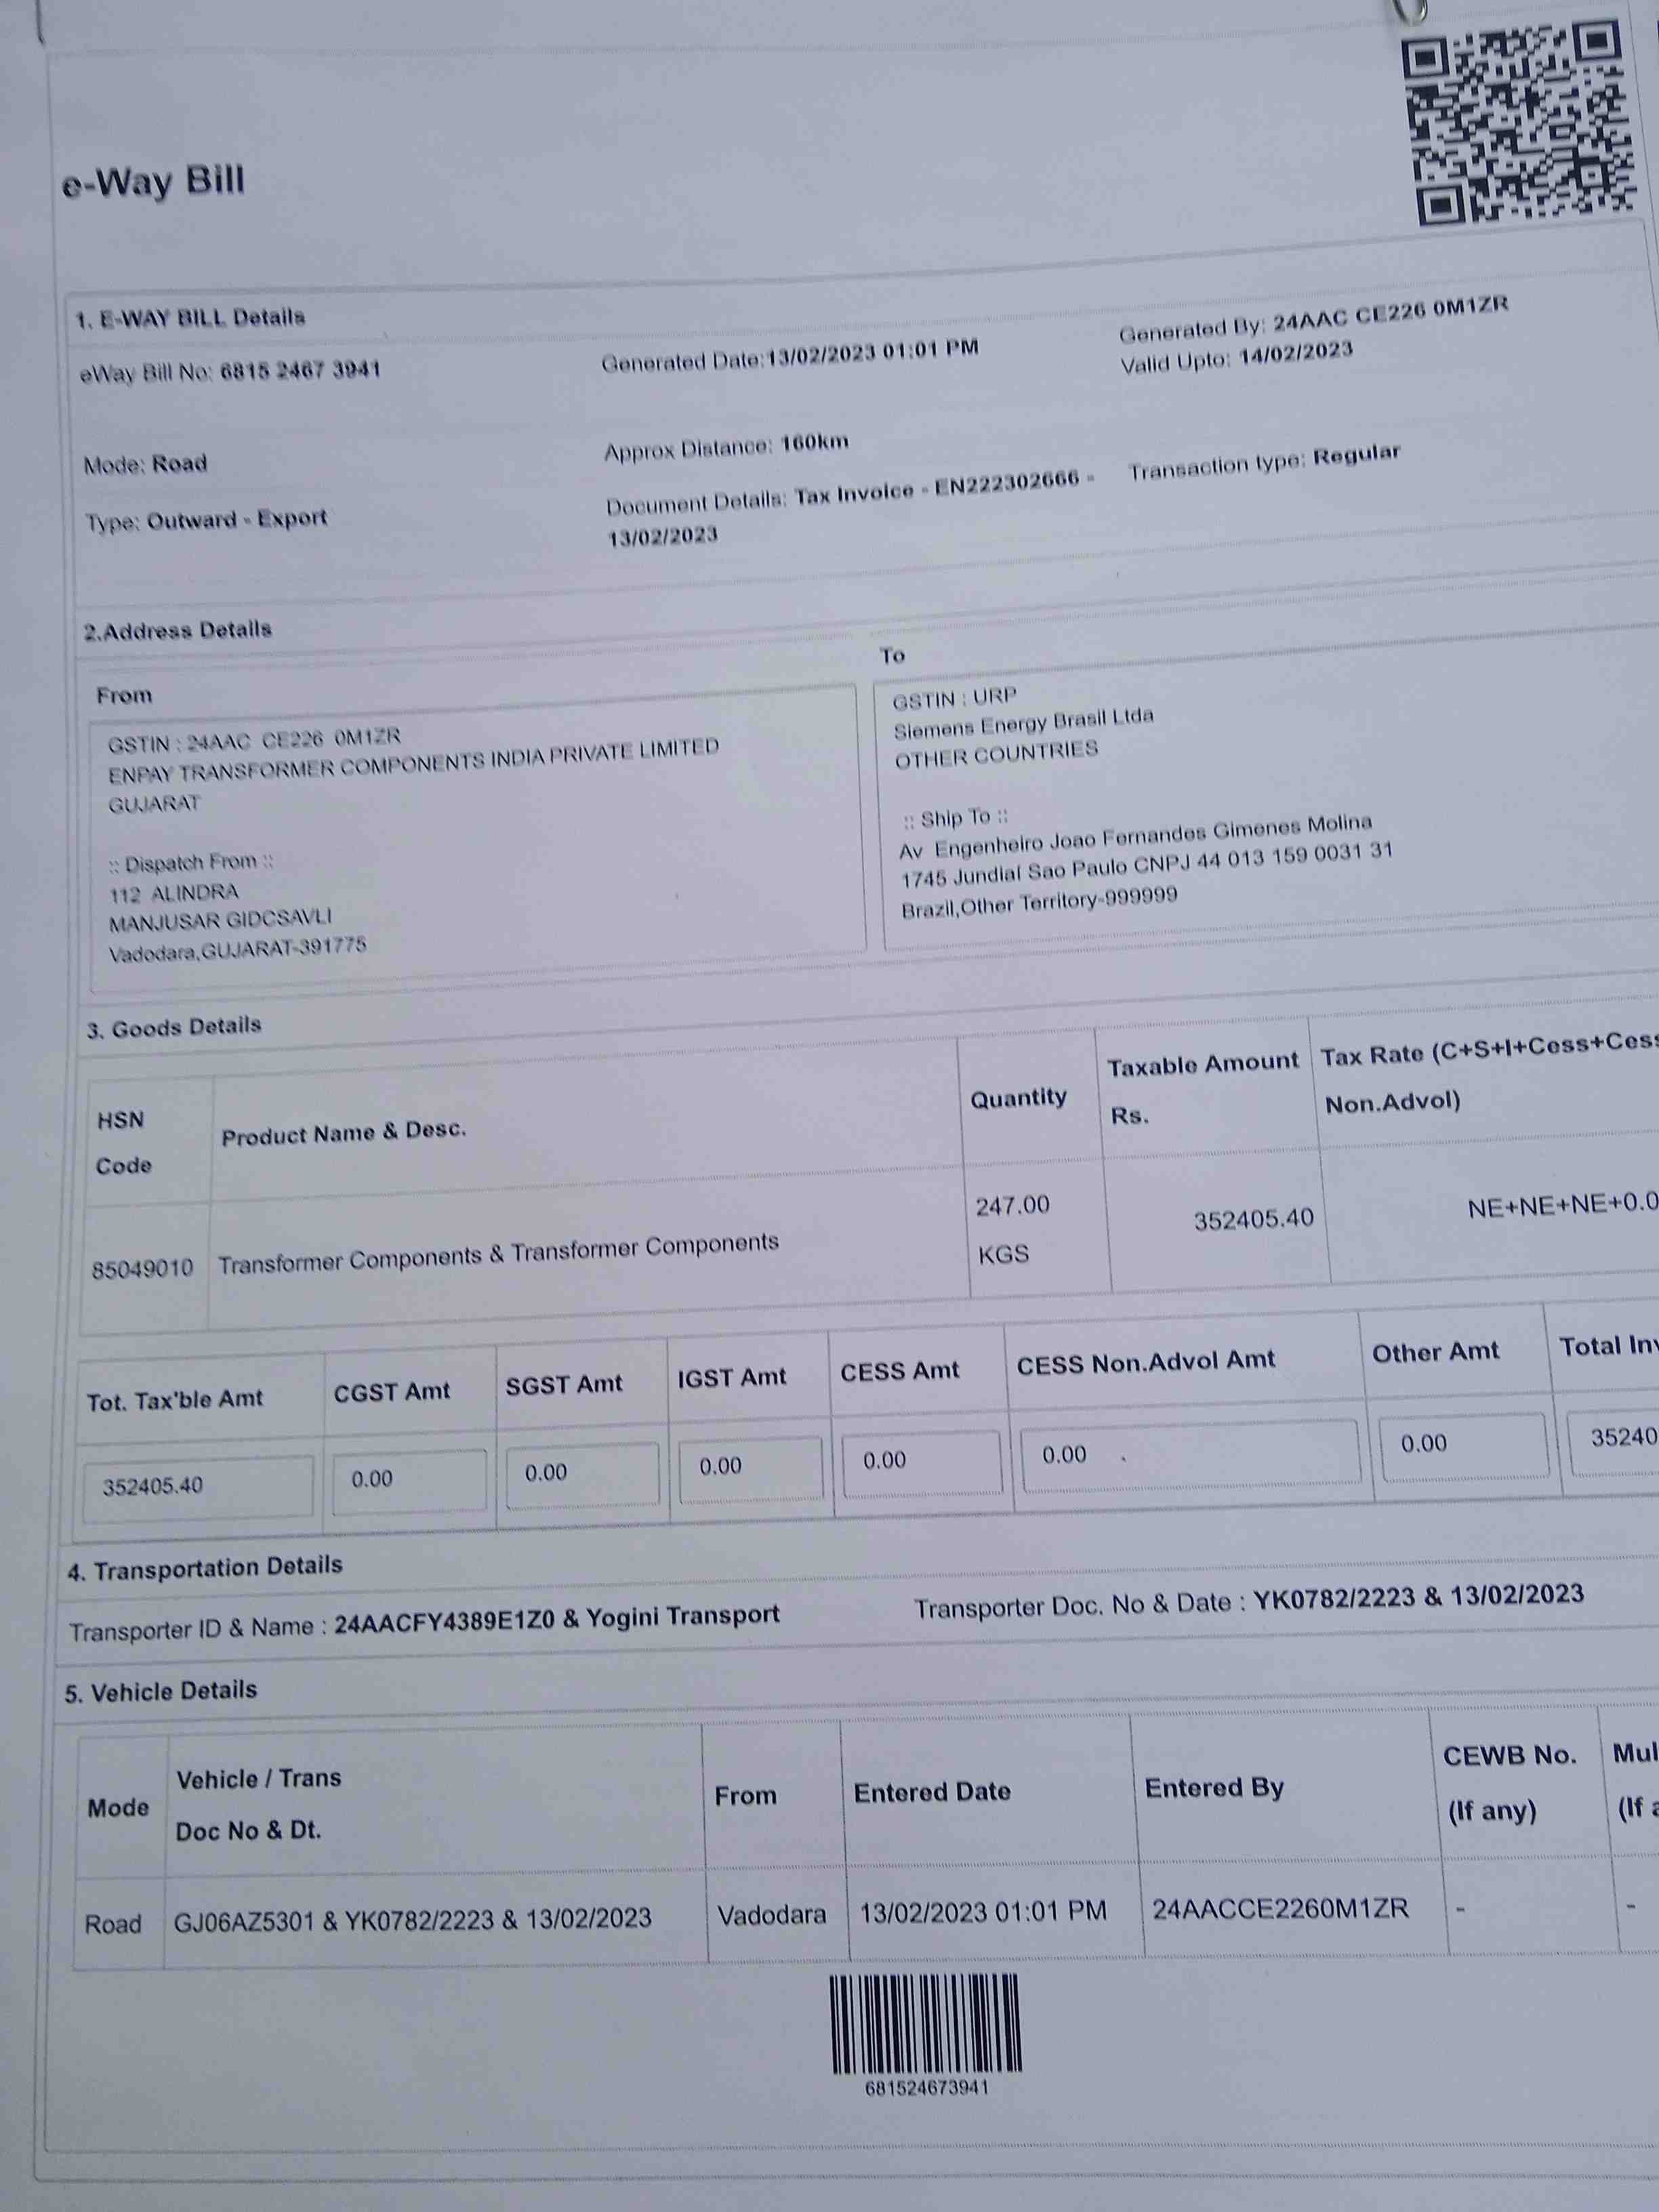 e-Way Bill
1. E-WAY BILL Details
eWay Bill No: 6815 2467 3941 Generated Date:13/02/2023 01:01 PM Generated By: 24AAC CE226 0M1ZR
Valid Upto: 14/02/2023
Mode: Road Approx Distance: 160km
Type: Outward - Export Document Details: Tax Invoice - EN222302666 - Transaction type: Regular
13/02/2023
2.Address Details
From
GSTIN : 24AAC CE226 0M1ZR
ENPAY TRANSFORMER COMPONENTS INDIA PRIVATE LIMITED
GUJARAT
:: Dispatch From ::
112 ALINDRA
MANJUSAR GIDCSAVLI
Vadodara,GUJARAT-391775
To
GSTIN : URP
Siemens Energy Brasil Ltda
OTHER COUNTRIES
:: Ship To ::
Av Engenheiro Joao Fernandes Gimenes Molina
1745 Jundiaí Sao Paulo CNPJ 44 013 159 0031 31
Brazil,Other Territory-999999
3. Goods Details
HSN Code Product Name & Desc. Quantity Taxable Amount Rs. Tax Rate (C+S+I+Cess+Cess Non.Advol)
85049010 Transformer Components & Transformer Components 247.00 KGS 352405.40 NE+NE+NE+0.0
Tot. Tax'ble Amt CGST Amt SGST Amt IGST Amt CESS Amt CESS Non.Advol Amt Other Amt Total Inv
352405.40 0.00 0.00 0.00 0.00 0.00 0.00 35240
4. Transportation Details
Transporter ID & Name : 24AACFY4389E1Z0 & Yogini Transport Transporter Doc. No & Date : YK0782/2223 & 13/02/2023
5. Vehicle Details
Mode Vehicle / Trans Doc No & Dt. From Entered Date Entered By CEWB No. (If any) Mul (If a
Road GJ06AZ5301 & YK0782/2223 & 13/02/2023 Vadodara 13/02/2023 01:01 PM 24AACCE2260M1ZR - -
681524673941